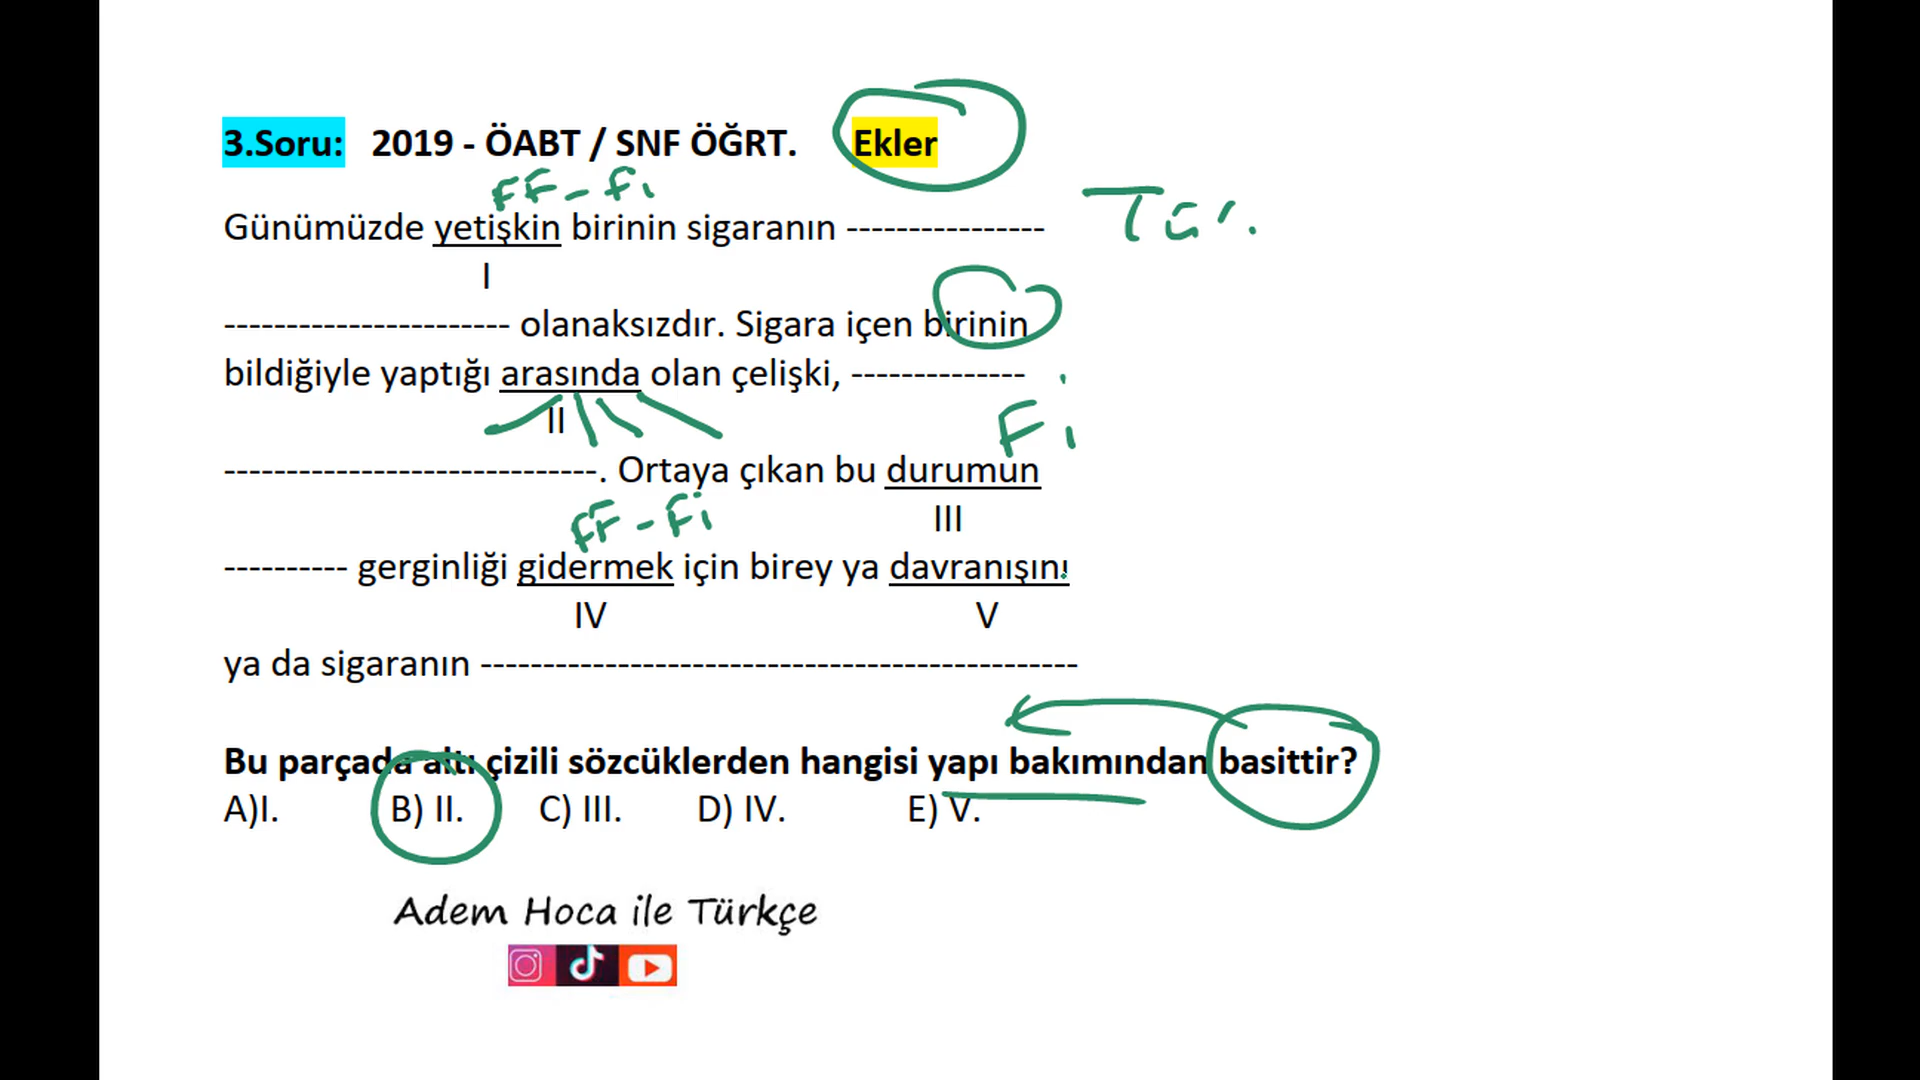 3.Soru: 2019 - ÖABT / SNF ÖĞRT. Ekler
FF - Fi
Günümüzde yetişkin birinin sigaranın ----------------
I
----------------------- olanaksızdır. Sigara içen birinin
bildiğiyle yaptığı arasında olan çelişki, --------------
II
Fi
------------------------------. Ortaya çıkan bu durumun
III
FF - Fi
---------- gerginliği gidermek için birey ya davranışını
IV V
ya da sigaranın ------------------------------------------------
Bu parçada altı çizili sözcüklerden hangisi yapı bakımından basittir?
A)I. B) II. C) III. D) IV. E) V.
Adem Hoca ile Türkçe